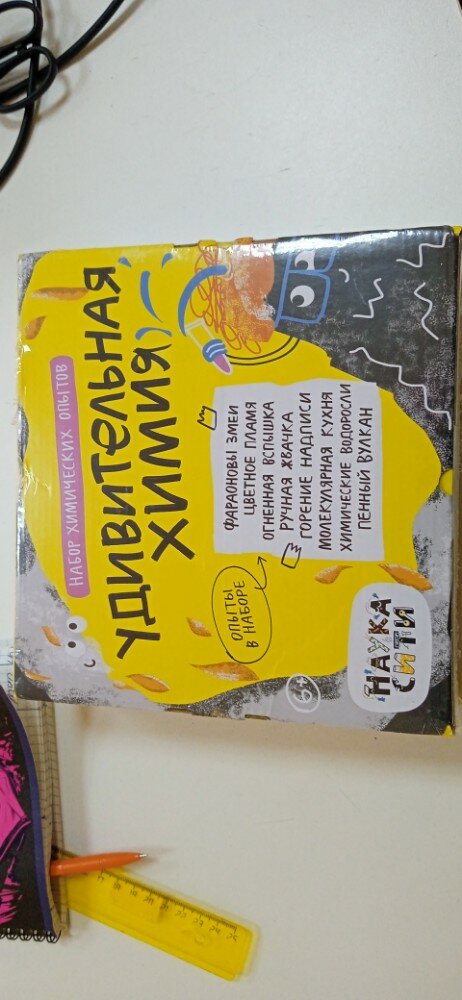 НАБОР ХИМИЧЕСКИХ ОПЫТОВ
УДИВИТЕЛЬНАЯ
ХИМИЯ
ОПЫТЫ
В НАБОРЕ
ФАРАОНОВЫ ЗМЕИ
ЦВЕТНОЕ ПЛАМЯ
ОГНЕННАЯ ВСПЫШКА
РУЧНАЯ ЖВАЧКА
ГОРЕНИЕ НАДПИСИ
МОЛЕКУЛЯРНАЯ КУХНЯ
ХИМИЧЕСКИЕ ВОДОРОСЛИ
ПЕННЫЙ ВУЛКАН
6+
НАУКА
СИТИ